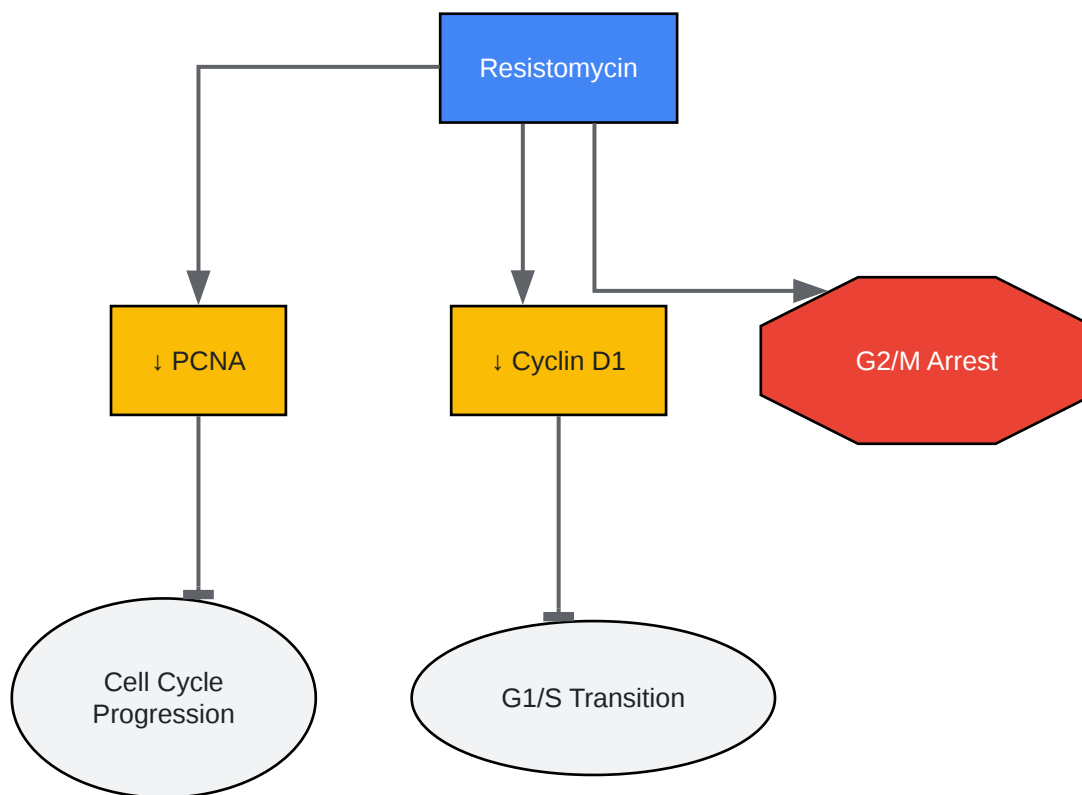 Resistomycin
↓ PCNA
↓ Cyclin D1
G2/M Arrest
Cell Cycle
Progression
G1/S Transition